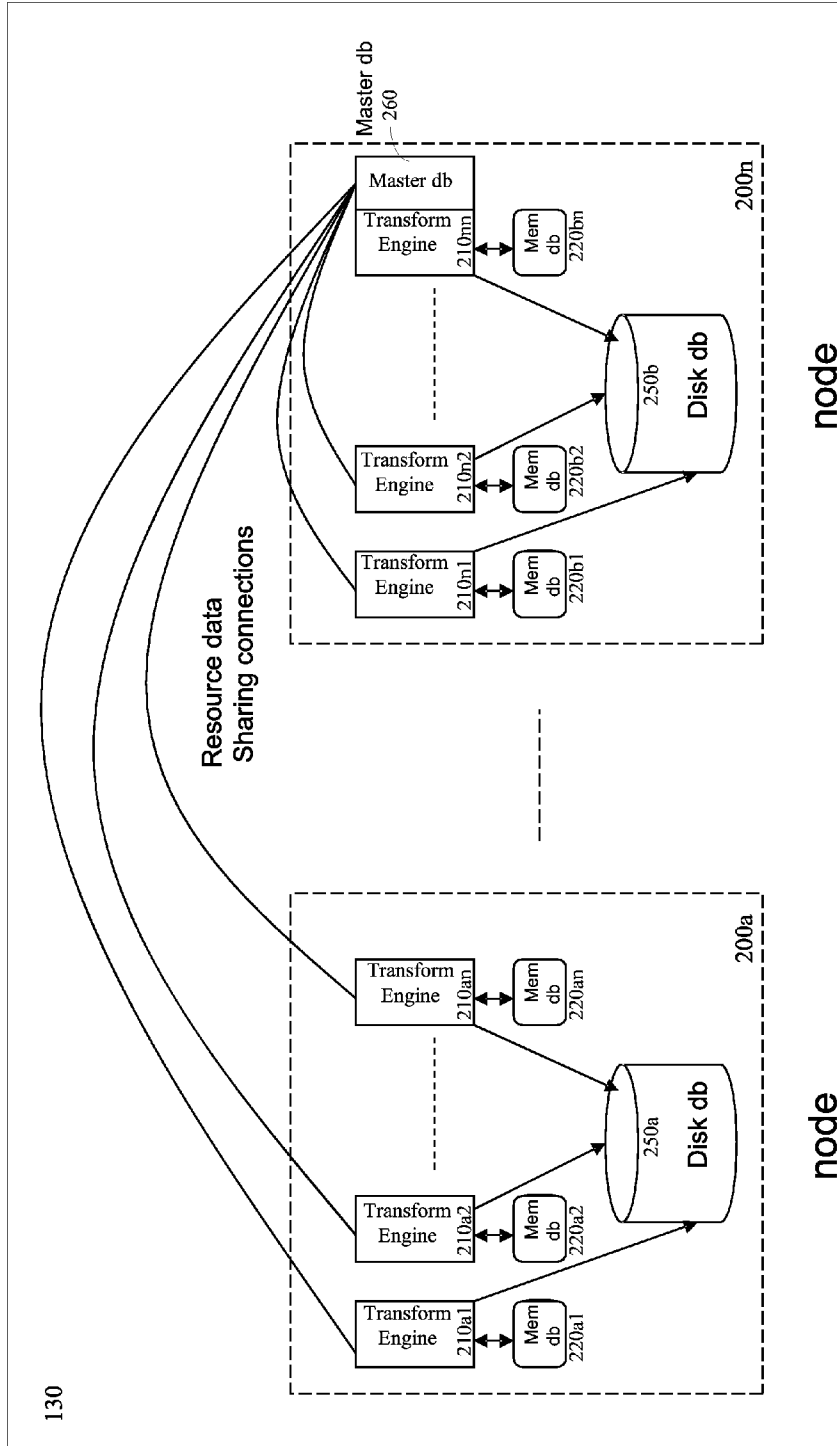 130
Resource data
Sharing connections
Master db
260
Transform
Engine
210a1
Mem
db
220a1
Transform
Engine
210a2
Mem
db
220a2
Transform
Engine
210an
Mem
db
220an
250a
Disk db
200a
node
Transform
Engine
210n1
Mem
db
220b1
Transform
Engine
210n2
Mem
db
220b2
Master db
Transform
Engine
210nn
Mem
db
220bn
250b
Disk db
200n
node